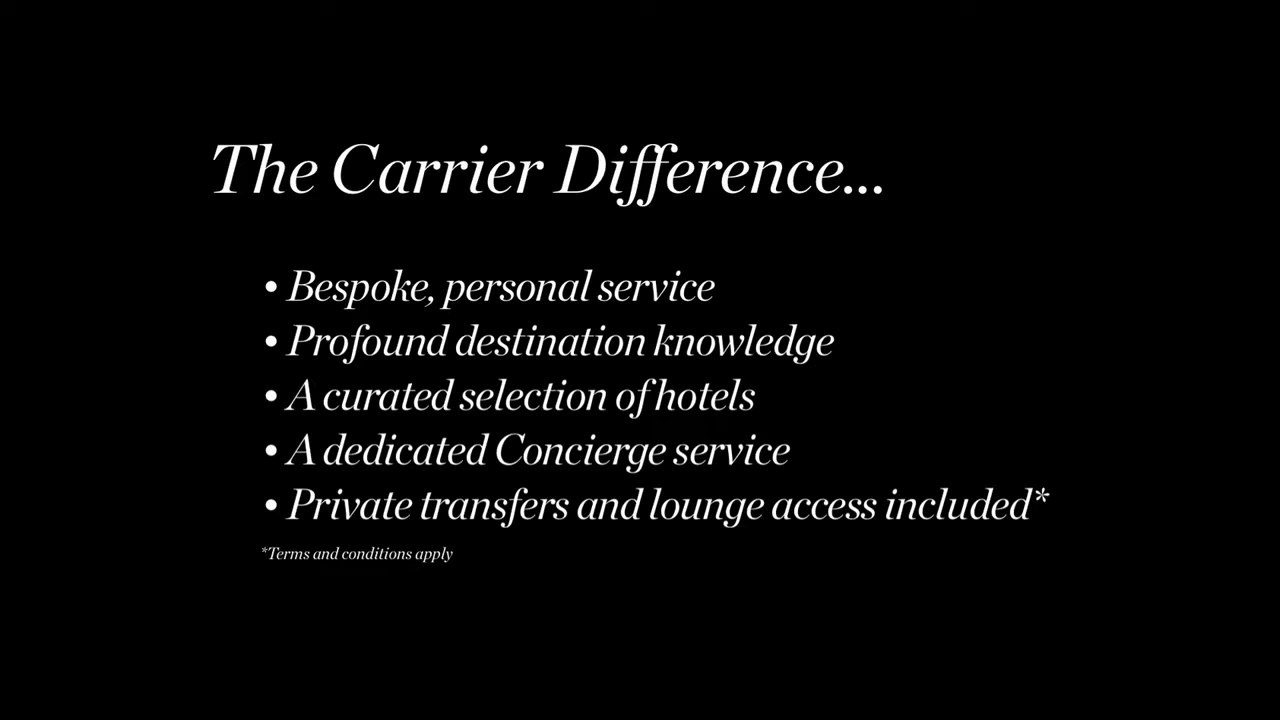 The Carrier Difference...
• Bespoke, personal service
• Profound destination knowledge
• A curated selection of hotels
• A dedicated Concierge service
• Private transfers and lounge access included*
*Terms and conditions apply